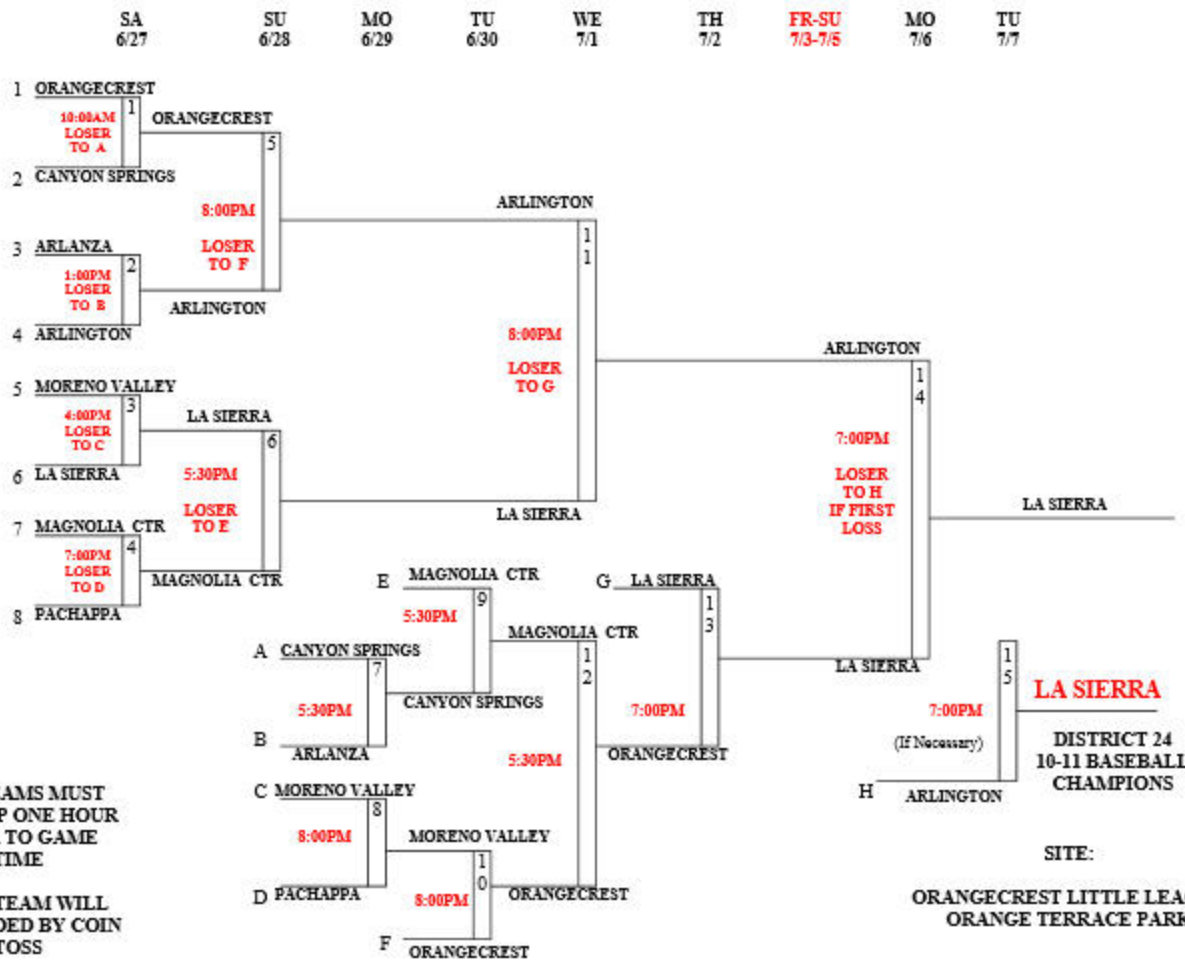 SA SU MO TU WE TH FR-SU MO TU
6/27 6/28 6/29 6/30 7/1 7/2 7/3-7/5 7/6 7/7
1 ORANGECREST
1
10:00AM
LOSER
TO A
2 CANYON SPRINGS
ORANGECREST
5
8:00PM
LOSER
TO F
3 ARLANZA
2
1:00PM
LOSER
TO B
4 ARLINGTON
ARLINGTON
5 MORENO VALLEY
3
4:00PM
LOSER
TO C
6 LA SIERRA
LA SIERRA
6
5:30PM
LOSER
TO E
7 MAGNOLIA CTR
4
7:00PM
LOSER
TO D
8 PACHAPPA
MAGNOLIA CTR
ARLINGTON
1
1
8:00PM
LOSER
TO G
LA SIERRA
ARLINGTON
1
4
7:00PM
LOSER
TO H
IF FIRST
LOSS
LA SIERRA
LA SIERRA
E MAGNOLIA CTR
9
5:30PM
CANYON SPRINGS
A CANYON SPRINGS
7
5:30PM
B ARLANZA
MAGNOLIA CTR
1
2
5:30PM
ORANGECREST
C MORENO VALLEY
8
8:00PM
D PACHAPPA
MORENO VALLEY
1
0
8:00PM
F ORANGECREST
G LA SIERRA
1
3
7:00PM
ORANGECREST
1
5
7:00PM
(If Necessary)
H ARLINGTON
LA SIERRA
DISTRICT 24
10-11 BASEBALL
CHAMPIONS
SITE:
ORANGECREST LITTLE LEAG
ORANGE TERRACE PARK
EAMS MUST
P ONE HOUR
TO GAME
TIME
TEAM WILL
DED BY COIN
TOSS